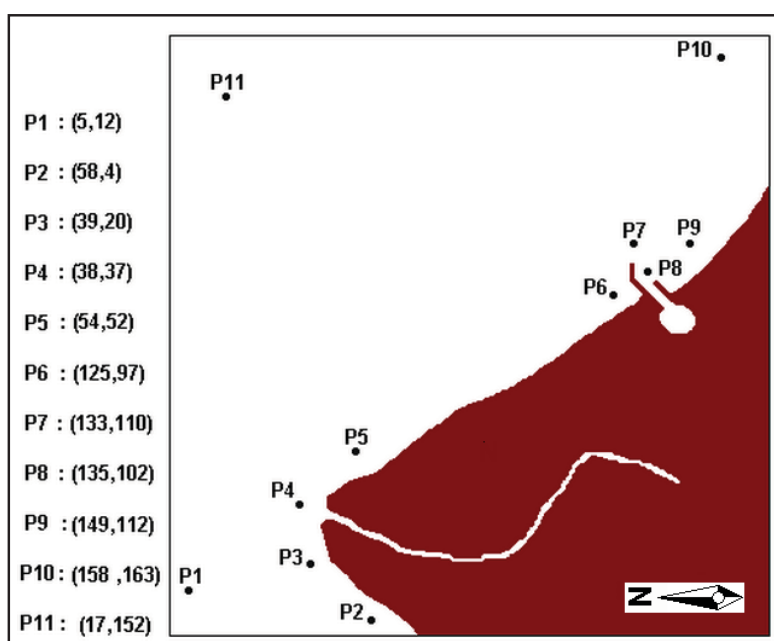 P1 : (5,12)
P2 : (58,4)
P3 : (39,20)
P4 : (38,37)
P5 : (54,52)
P6 : (125,97)
P7 : (133,110)
P8 : (135,102)
P9 : (149,112)
P10: (158 ,163)
P11: (17,152)
P10
P11
P7
P9
P8
P6
P5
P4
P3
P1
P2
N